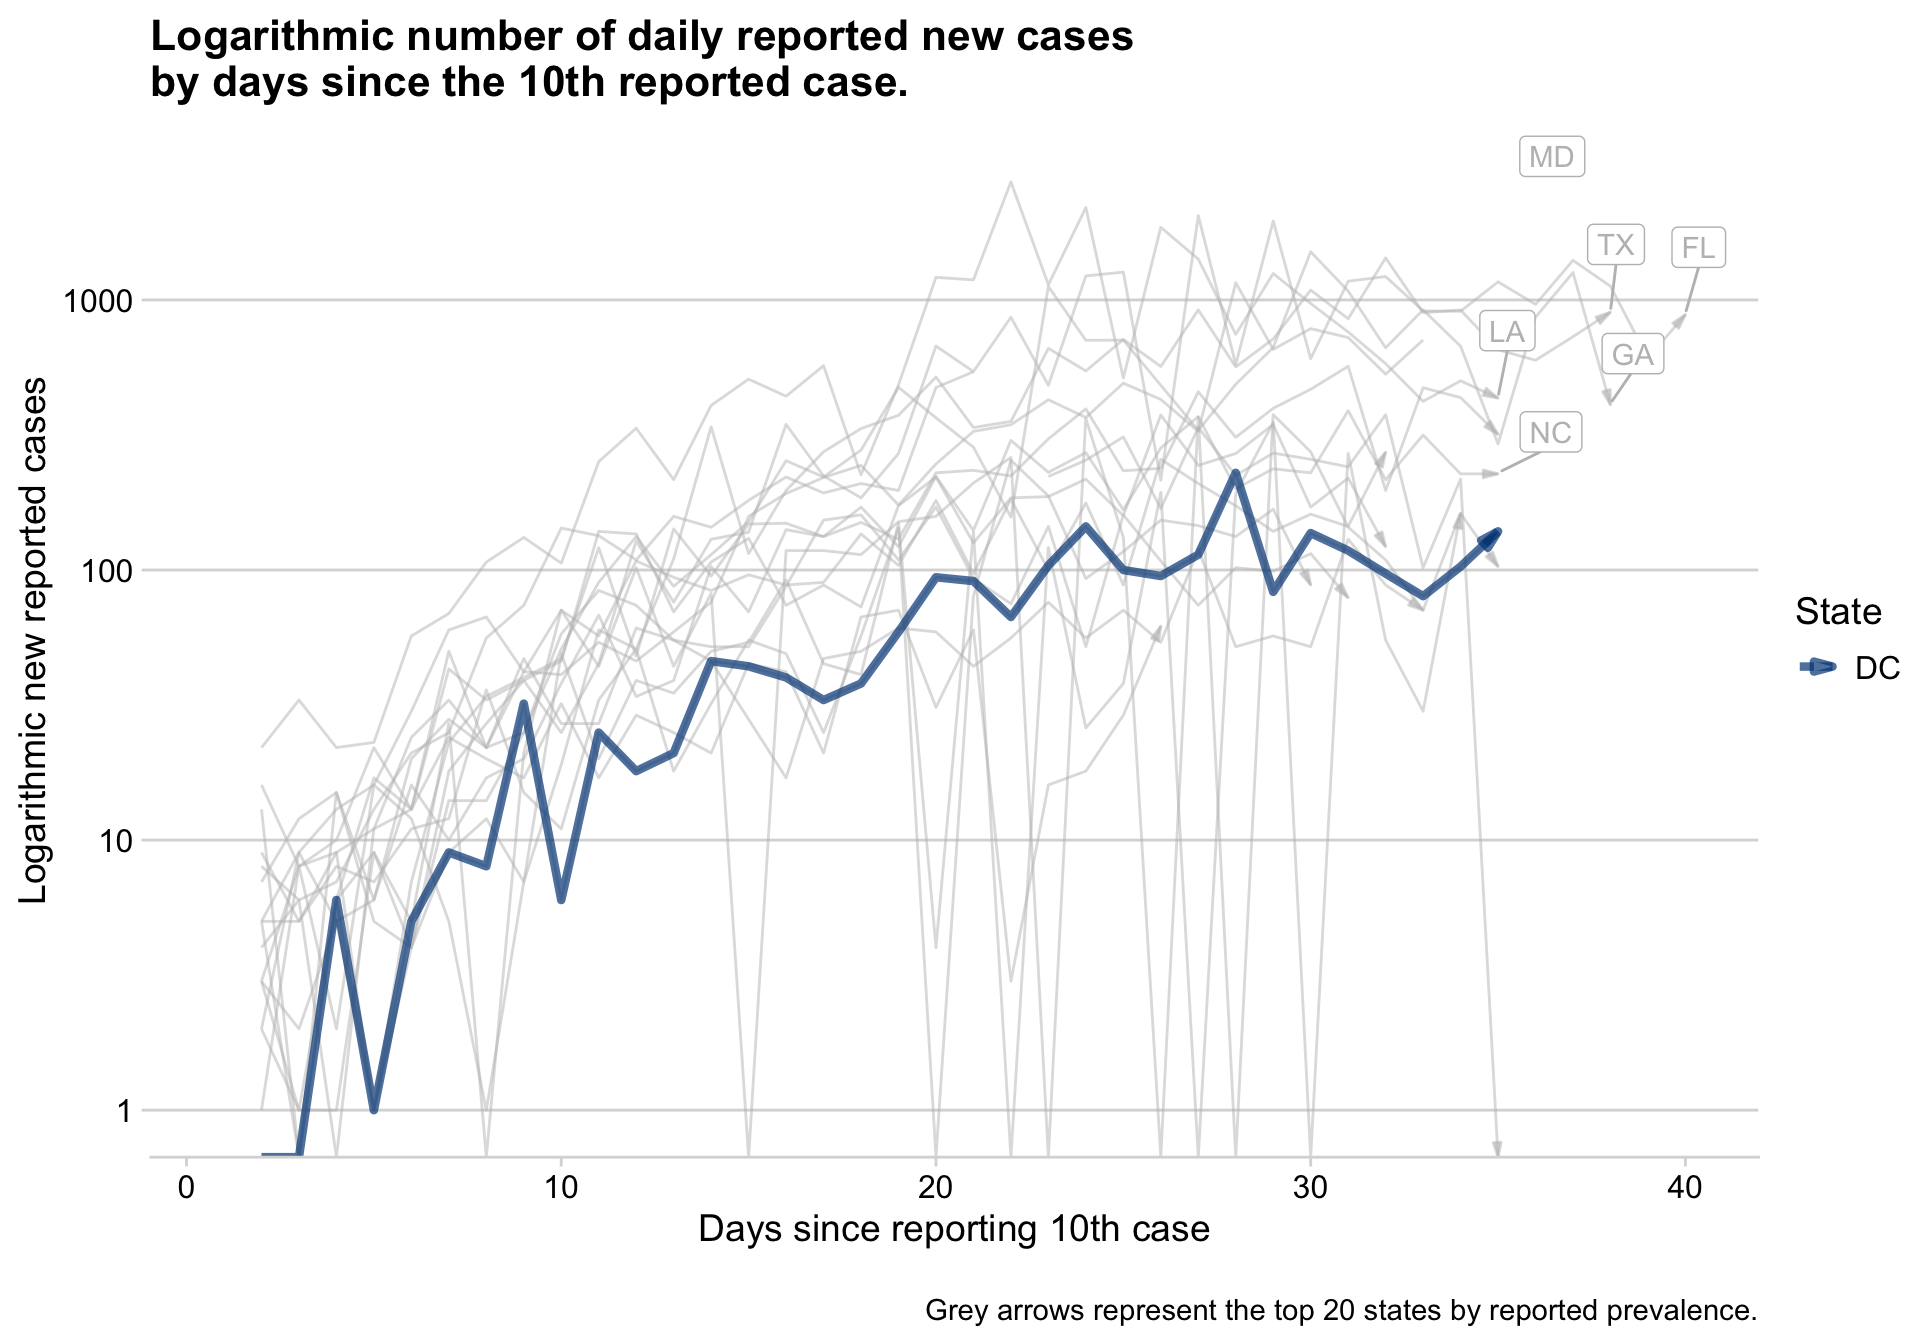 Logarithmic number of daily reported new cases
by days since the 10th reported case.
MD
TX
FL
1000
LA
GA
NC
100
10
1
Logarithmic new reported cases
State
DC
0 10 20 30 40
Days since reporting 10th case
Grey arrows represent the top 20 states by reported prevalence.